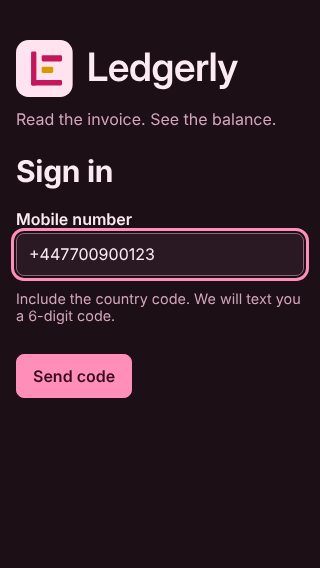 Ledgerly
Read the invoice. See the balance.
Sign in
Mobile number
+447700900123
Include the country code. We will text you
a 6-digit code.
Send code